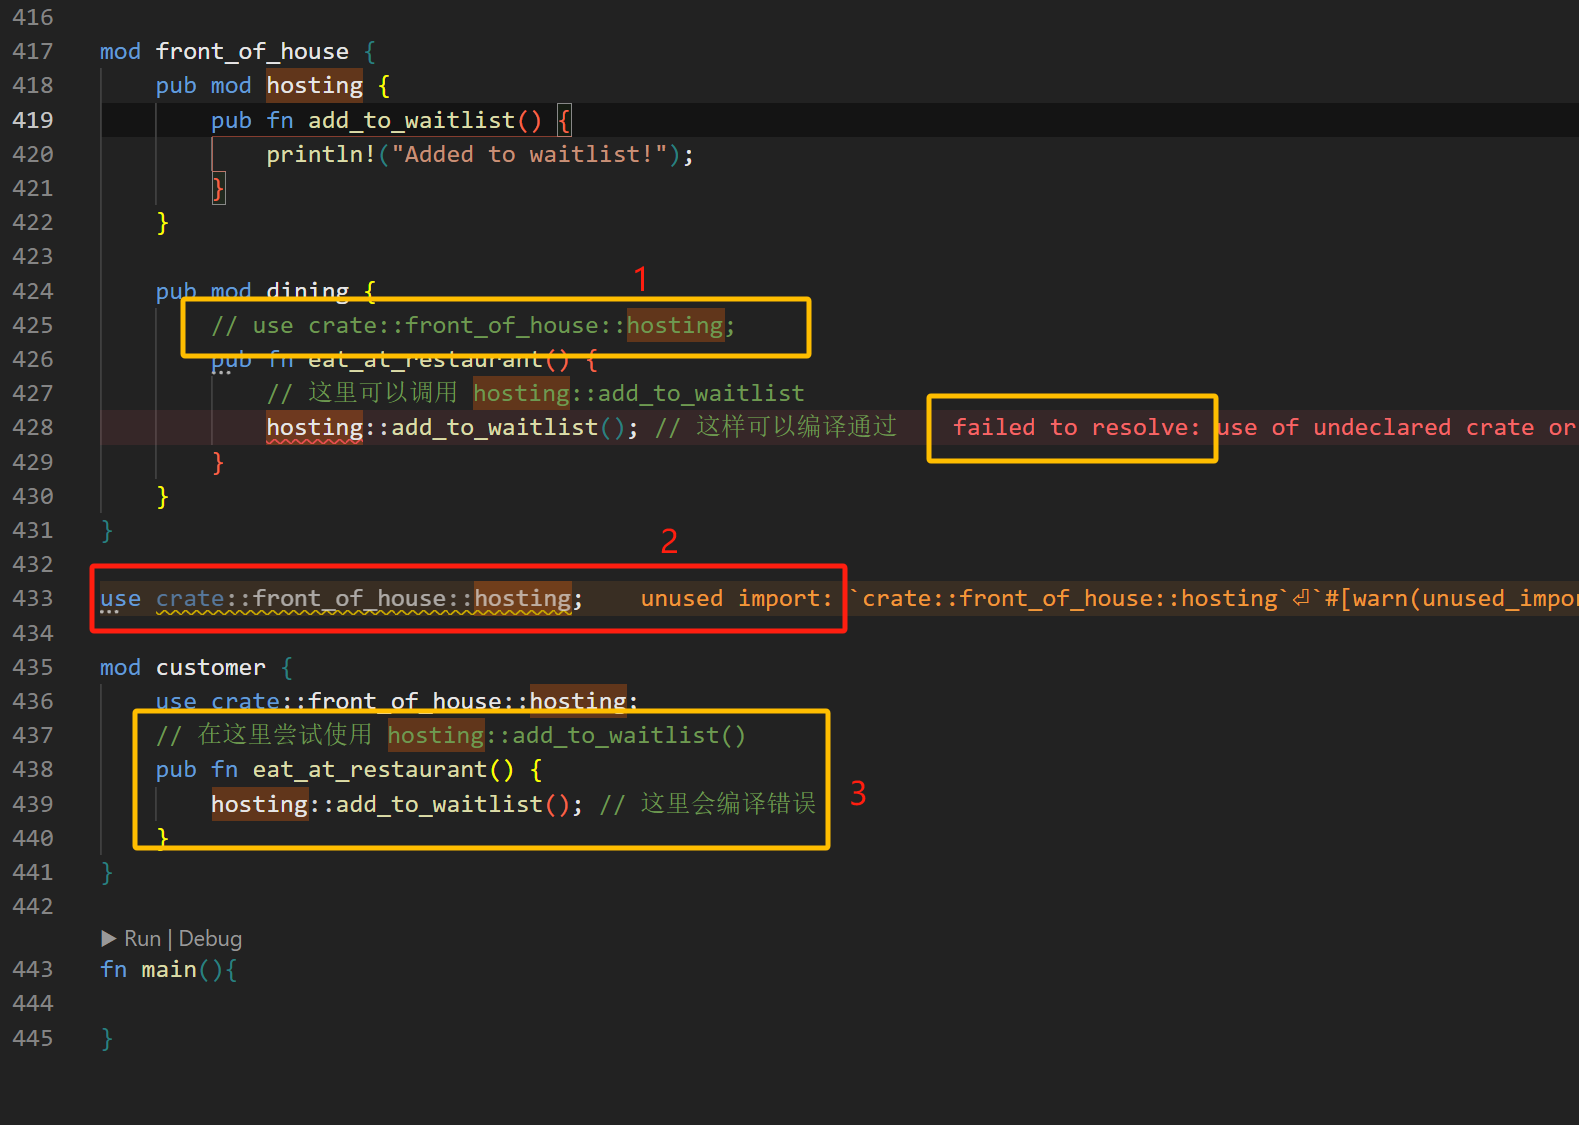 416
417 mod front_of_house {
418 pub mod hosting {
419 pub fn add_to_waitlist() {
420 println!("Added to waitlist!");
421 }
422 }
423
1
424 pub mod dining {
425 // use crate::front_of_house::hosting;
426 pub fn eat_at_restaurant() {
427 // 这里可以调用 hosting::add_to_waitlist
428 hosting::add_to_waitlist(); // 这样可以编译通过 failed to resolve: use of undeclared crate or
429 }
430 }
431 }
2
432
433 use crate::front_of_house::hosting; unused import: `crate::front_of_house::hosting`⏎`#[warn(unused_impor
434
435 mod customer {
436 use crate::front_of_house::hosting;
437 // 在这里尝试使用 hosting::add_to_waitlist()
438 pub fn eat_at_restaurant() {
439 hosting::add_to_waitlist(); // 这里会编译错误 3
440 }
441 }
442
▶ Run | Debug
443 fn main(){
444
445 }